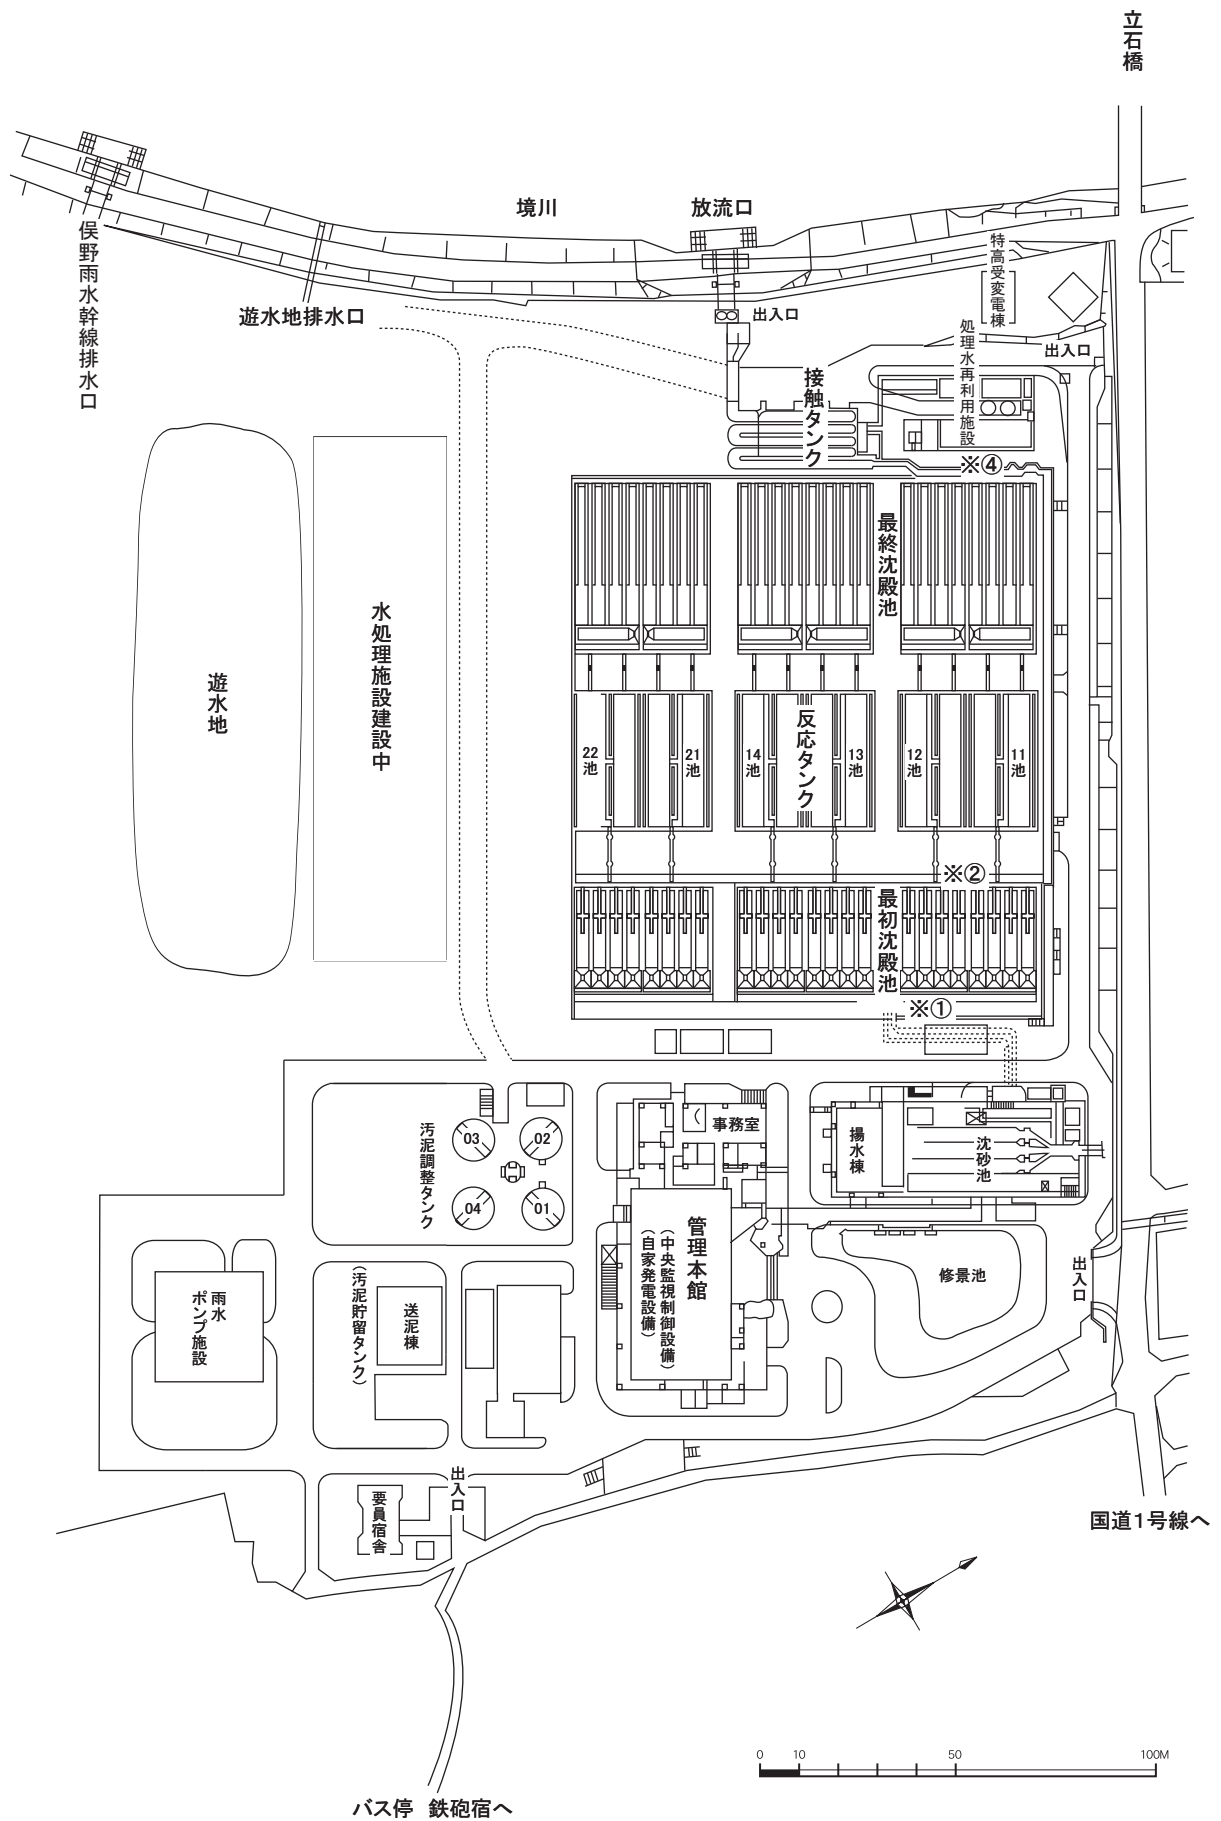 立石橋
境川
放流口
俣野雨水幹線排水口
遊水地排水口
出入口
特高受変電棟
処理水再利用施設
出入口
接触タンク
※④
最終沈殿池
水処理施設建設中
遊水地
反応タンク
22池
21池
14池
13池
12池
11池
※②
最初沈殿池
※①
汚泥調整タンク
03
02
04
01
事務室
揚水棟
沈砂池
管理本館
(中央監視制御設備)
(自家発電設備)
修景池
出入口
雨水
ポンプ施設
(汚泥貯留タンク)
送泥棟
出入口
要員宿舎
国道1号線へ
0 10 50 100M
バス停 鉄砲宿へ